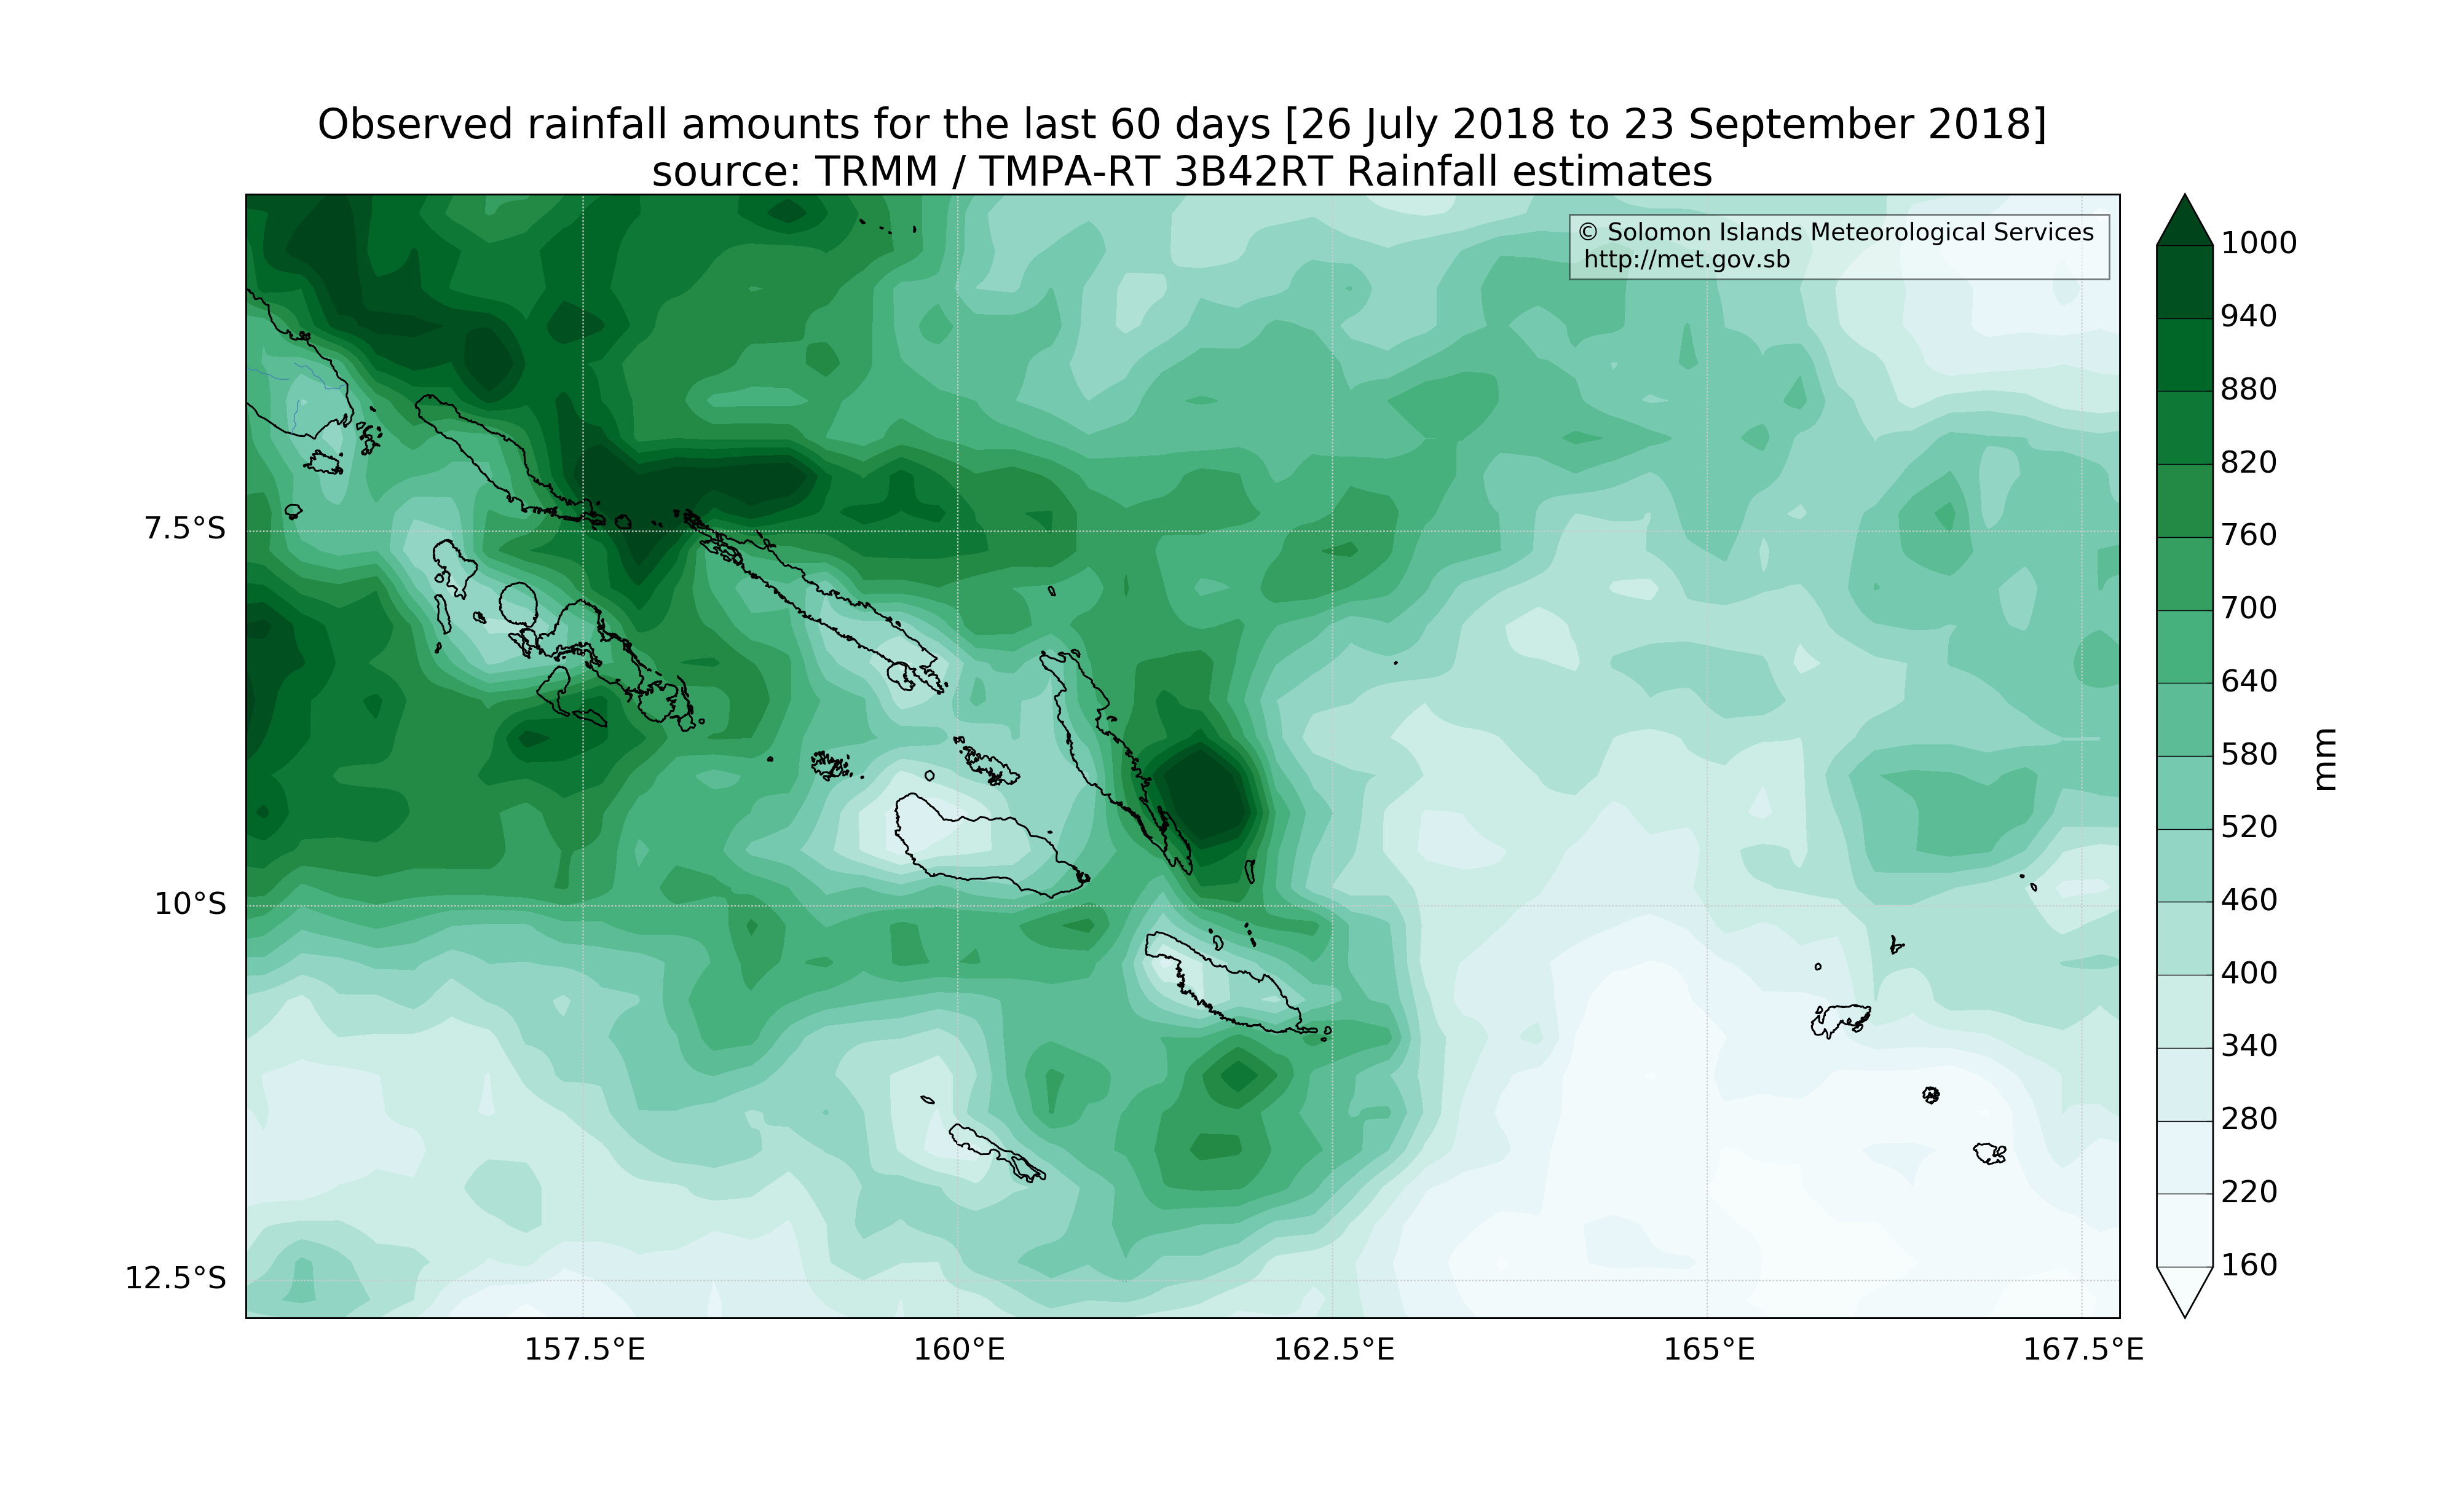 Observed rainfall amounts for the last 60 days [26 July 2018 to 23 September 2018]
source: TRMM / TMPA-RT 3B42RT Rainfall estimates
© Solomon Islands Meteorological Services
http://met.gov.sb
7.5°S
10°S
12.5°S
157.5°E
160°E
162.5°E
165°E
167.5°E
1000
940
880
820
760
700
640
580
520
460
400
340
280
220
160
mm